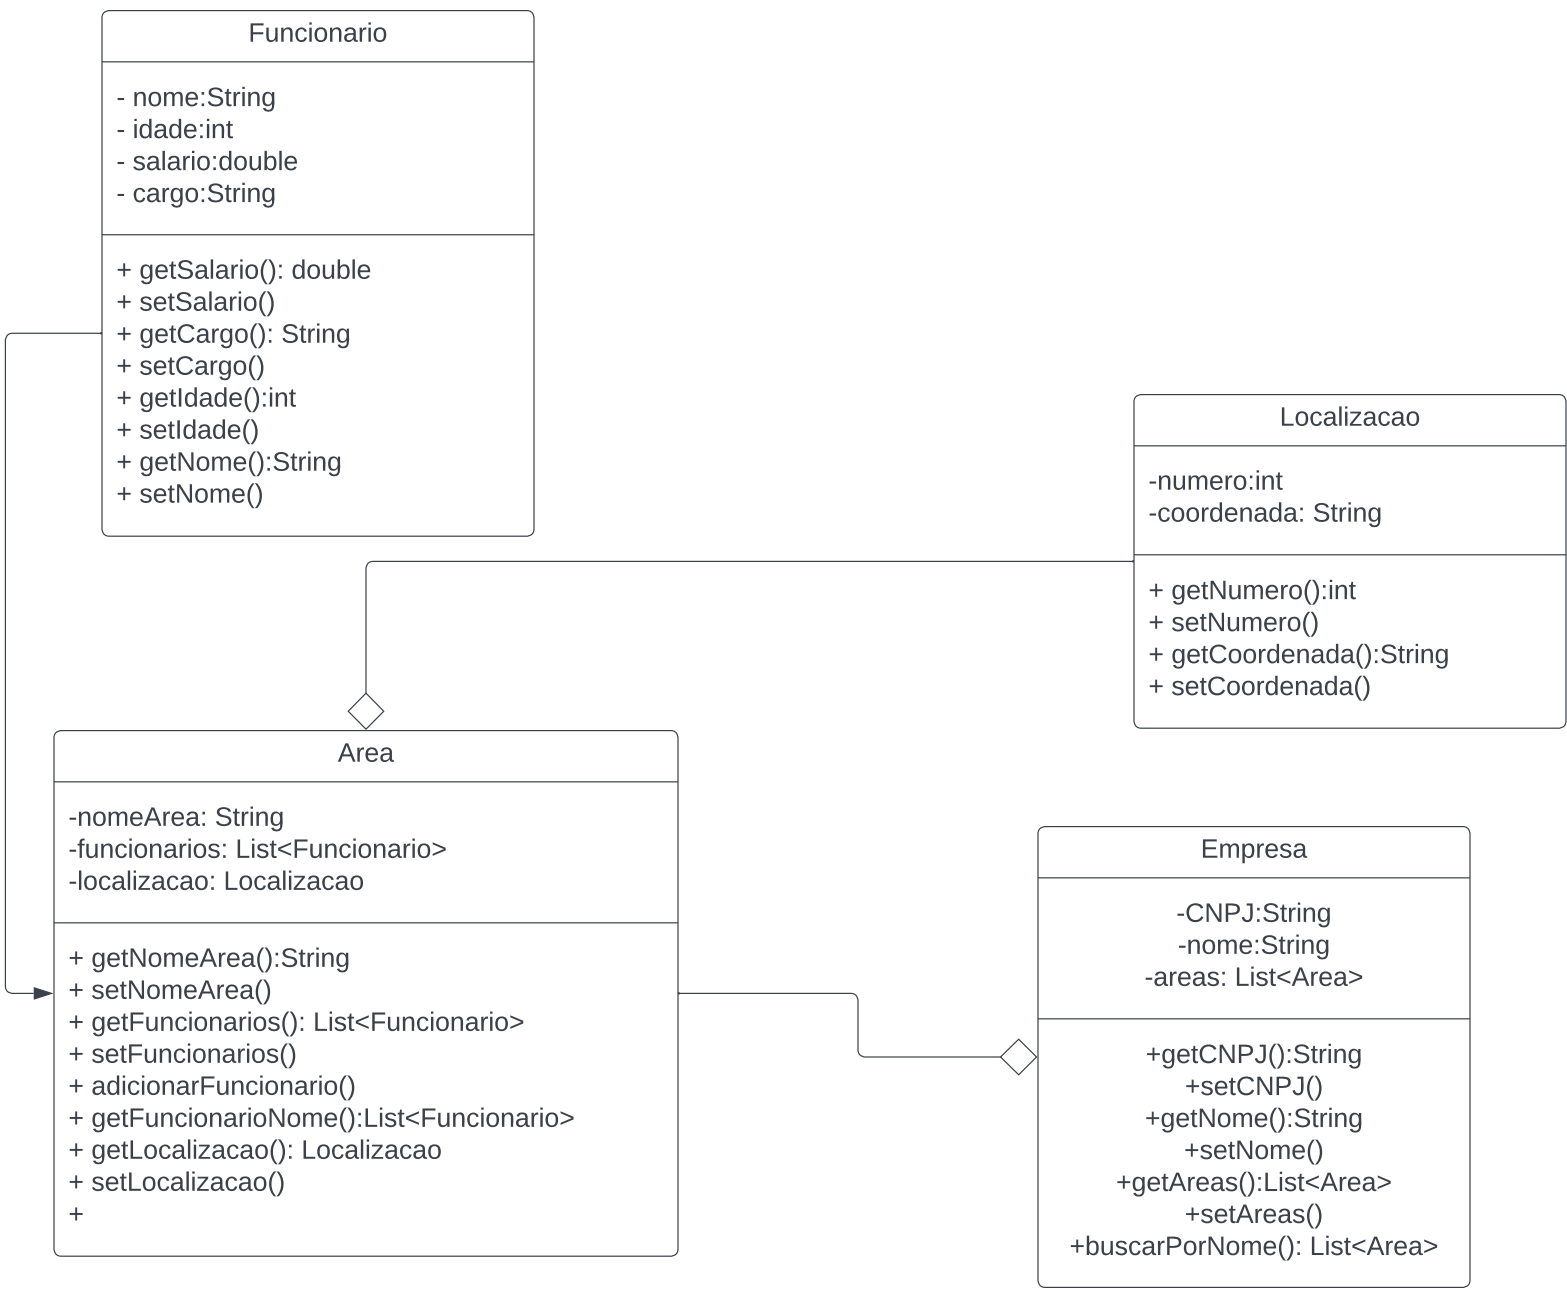 Funcionario
- nome:String
- idade:int
- salario:double
- cargo:String
+ getSalario(): double
+ setSalario()
+ getCargo(): String
+ setCargo()
+ getIdade():int
+ setIdade()
+ getNome():String
+ setNome()
Localizacao
-numero:int
-coordenada: String
+ getNumero():int
+ setNumero()
+ getCoordenada():String
+ setCoordenada()
Area
-nomeArea: String
-funcionarios: List<Funcionario>
-localizacao: Localizacao
+ getNomeArea():String
+ setNomeArea()
+ getFuncionarios(): List<Funcionario>
+ setFuncionarios()
+ adicionarFuncionario()
+ getFuncionarioNome():List<Funcionario>
+ getLocalizacao(): Localizacao
+ setLocalizacao()
+
Empresa
-CNPJ:String
-nome:String
-areas: List<Area>
+getCNPJ():String
+setCNPJ()
+getNome():String
+setNome()
+getAreas():List<Area>
+setAreas()
+buscarPorNome(): List<Area>